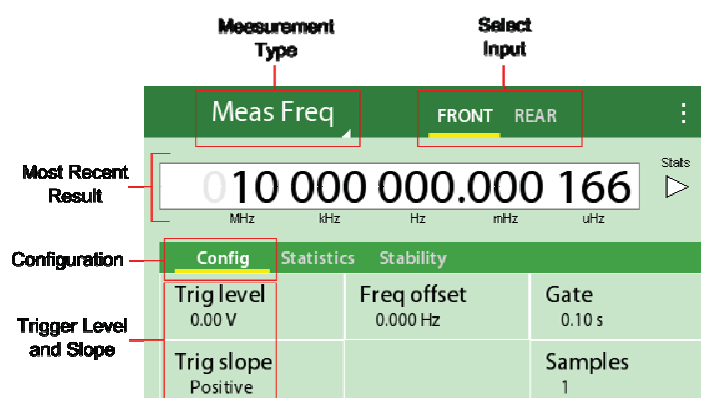 Measurement
Type
Select
Input
Meas Freq
FRONT REAR
Most Recent
Result
010 000 000.000 166
Stats
MHz kHz Hz mHz uHz
Configuration
Config Statistics Stability
Trigger Level
and Slope
Trig level Freq offset Gate
0.00 V 0.000 Hz 0.10 s
Trig slope Samples
Positive 1